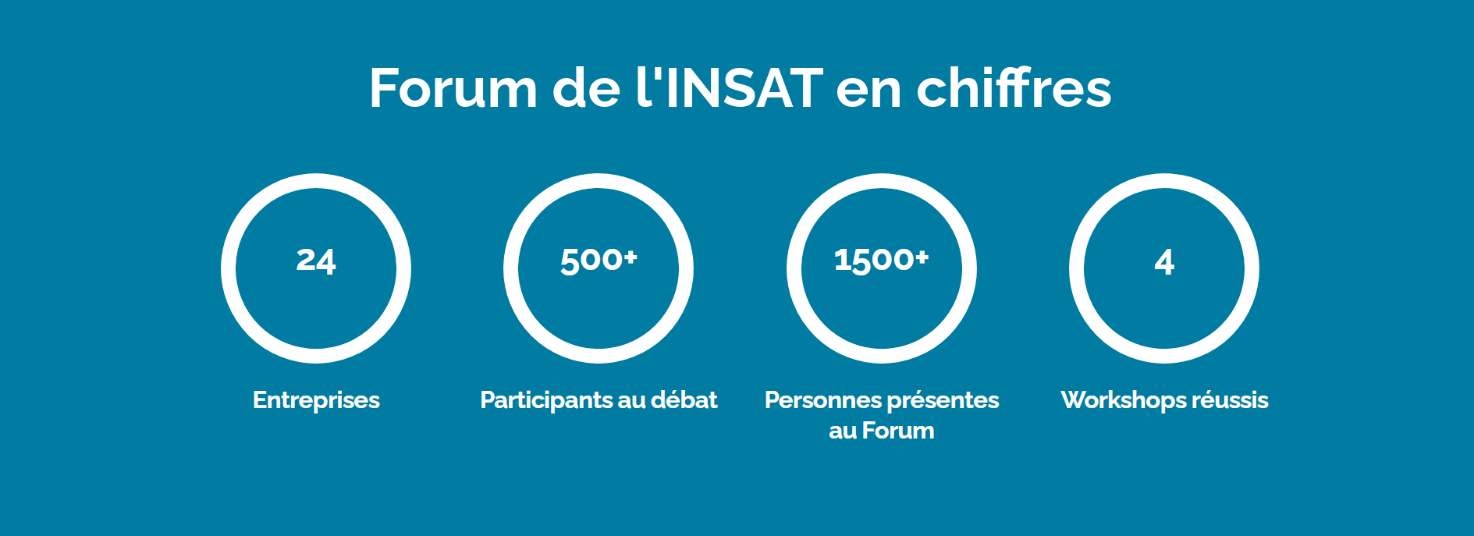 Forum de l'INSAT en chiffres
24
500+
1500+
4
Entreprises
Participants au débat
Personnes présentes
au Forum
Workshops réussis